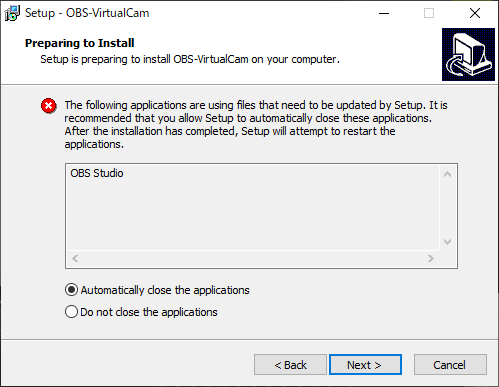 Setup - OBS-VirtualCam
Preparing to Install
Setup is preparing to install OBS-VirtualCam on your computer.
The following applications are using files that need to be updated by Setup. It is
recommended that you allow Setup to automatically close these applications.
After the installation has completed, Setup will attempt to restart the
applications.
OBS Studio
Automatically close the applications
Do not close the applications
< Back
Next >
Cancel